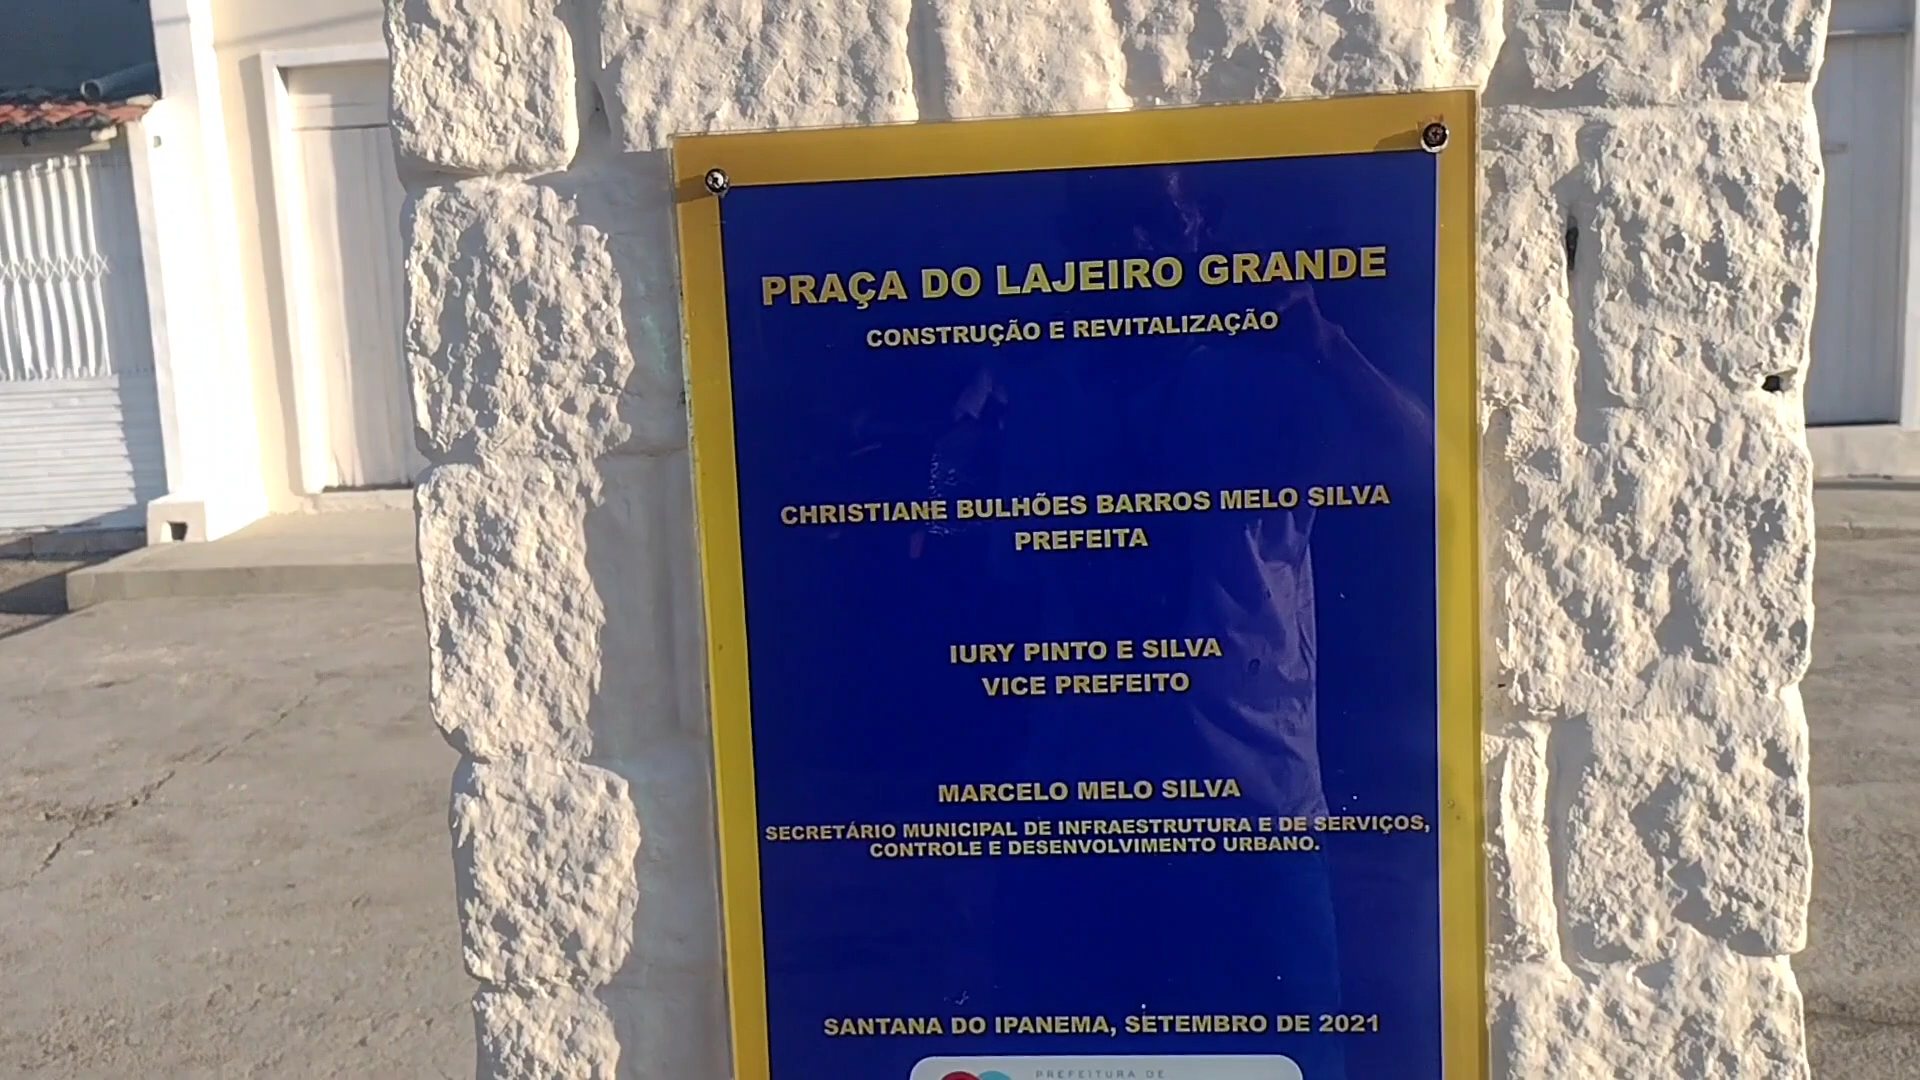 PRAÇA DO LAJEIRO GRANDE
CONSTRUÇÃO E REVITALIZAÇÃO
CHRISTIANE BULHÕES BARROS MELO SILVA
PREFEITA
IURY PINTO E SILVA
VICE PREFEITO
MARCELO MELO SILVA
SECRETÁRIO MUNICIPAL DE INFRAESTRUTURA E DE SERVIÇOS,
CONTROLE E DESENVOLVIMENTO URBANO.
SANTANA DO IPANEMA, SETEMBRO DE 2021
PREFEITURA DE